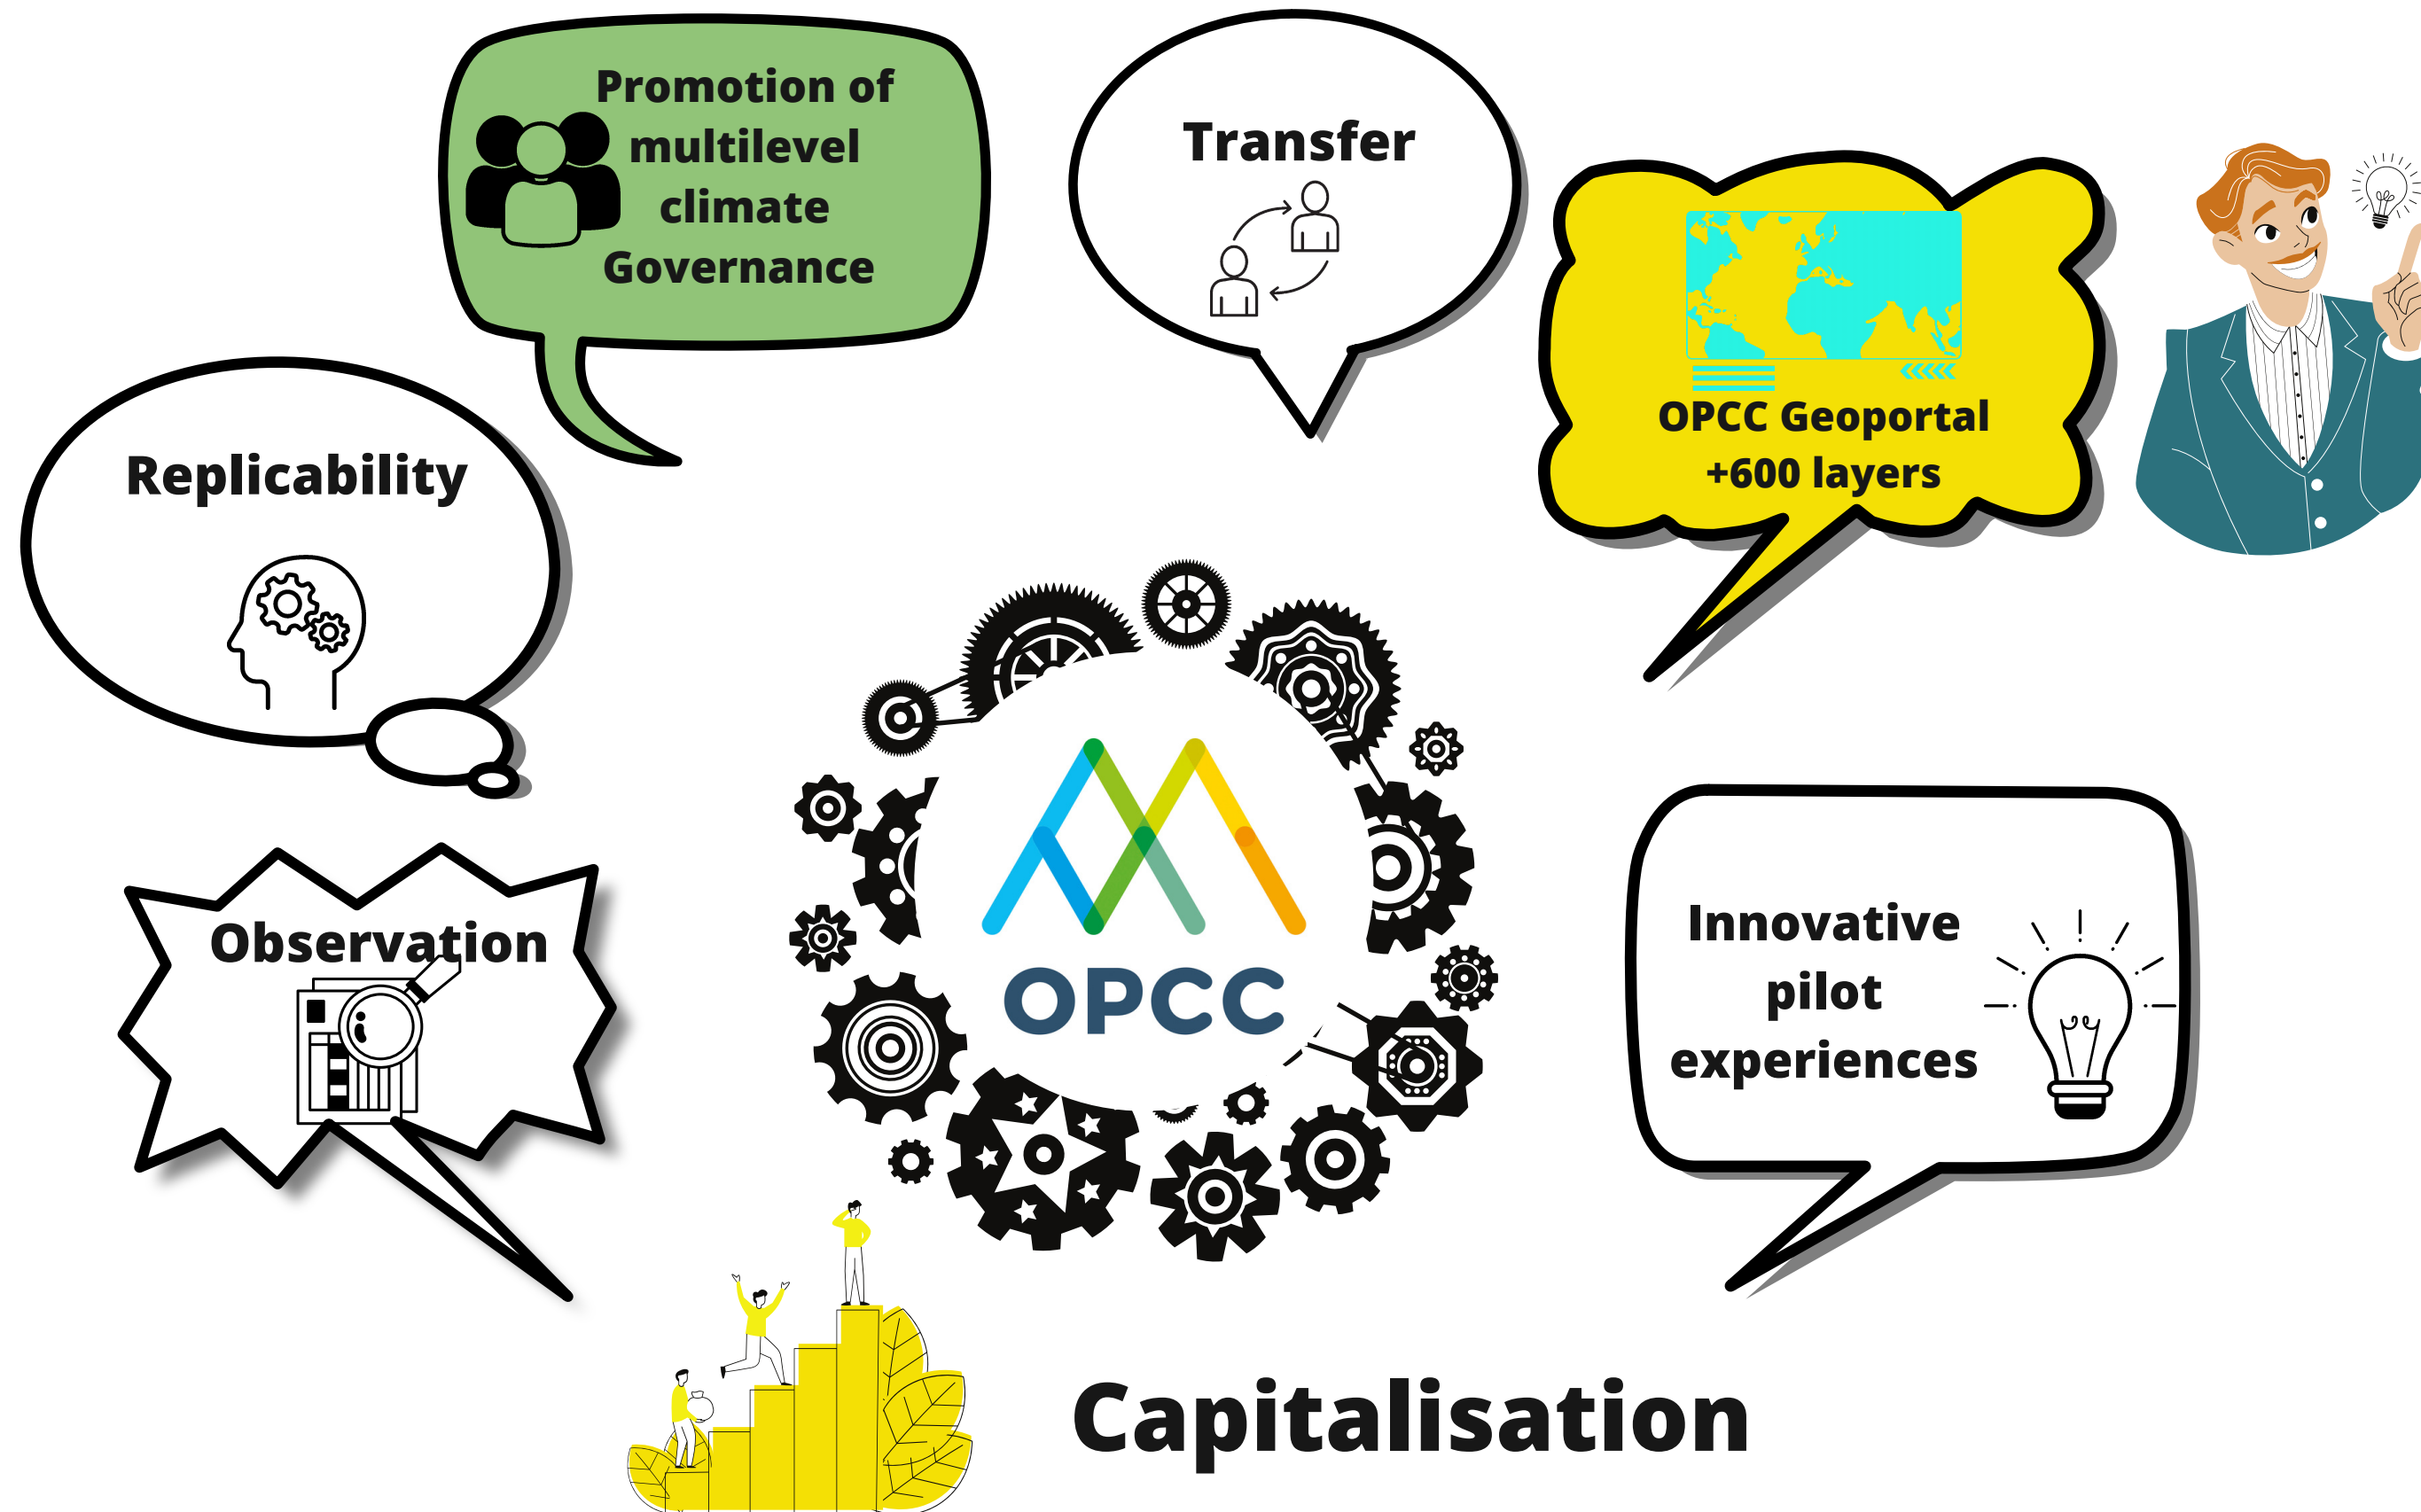 Promotion of
multilevel
climate
Governance
Transfer
OPCC Geoportal
+600 layers
Replicability
Observation
OPCC
Innovative
pilot
experiences
Capitalisation